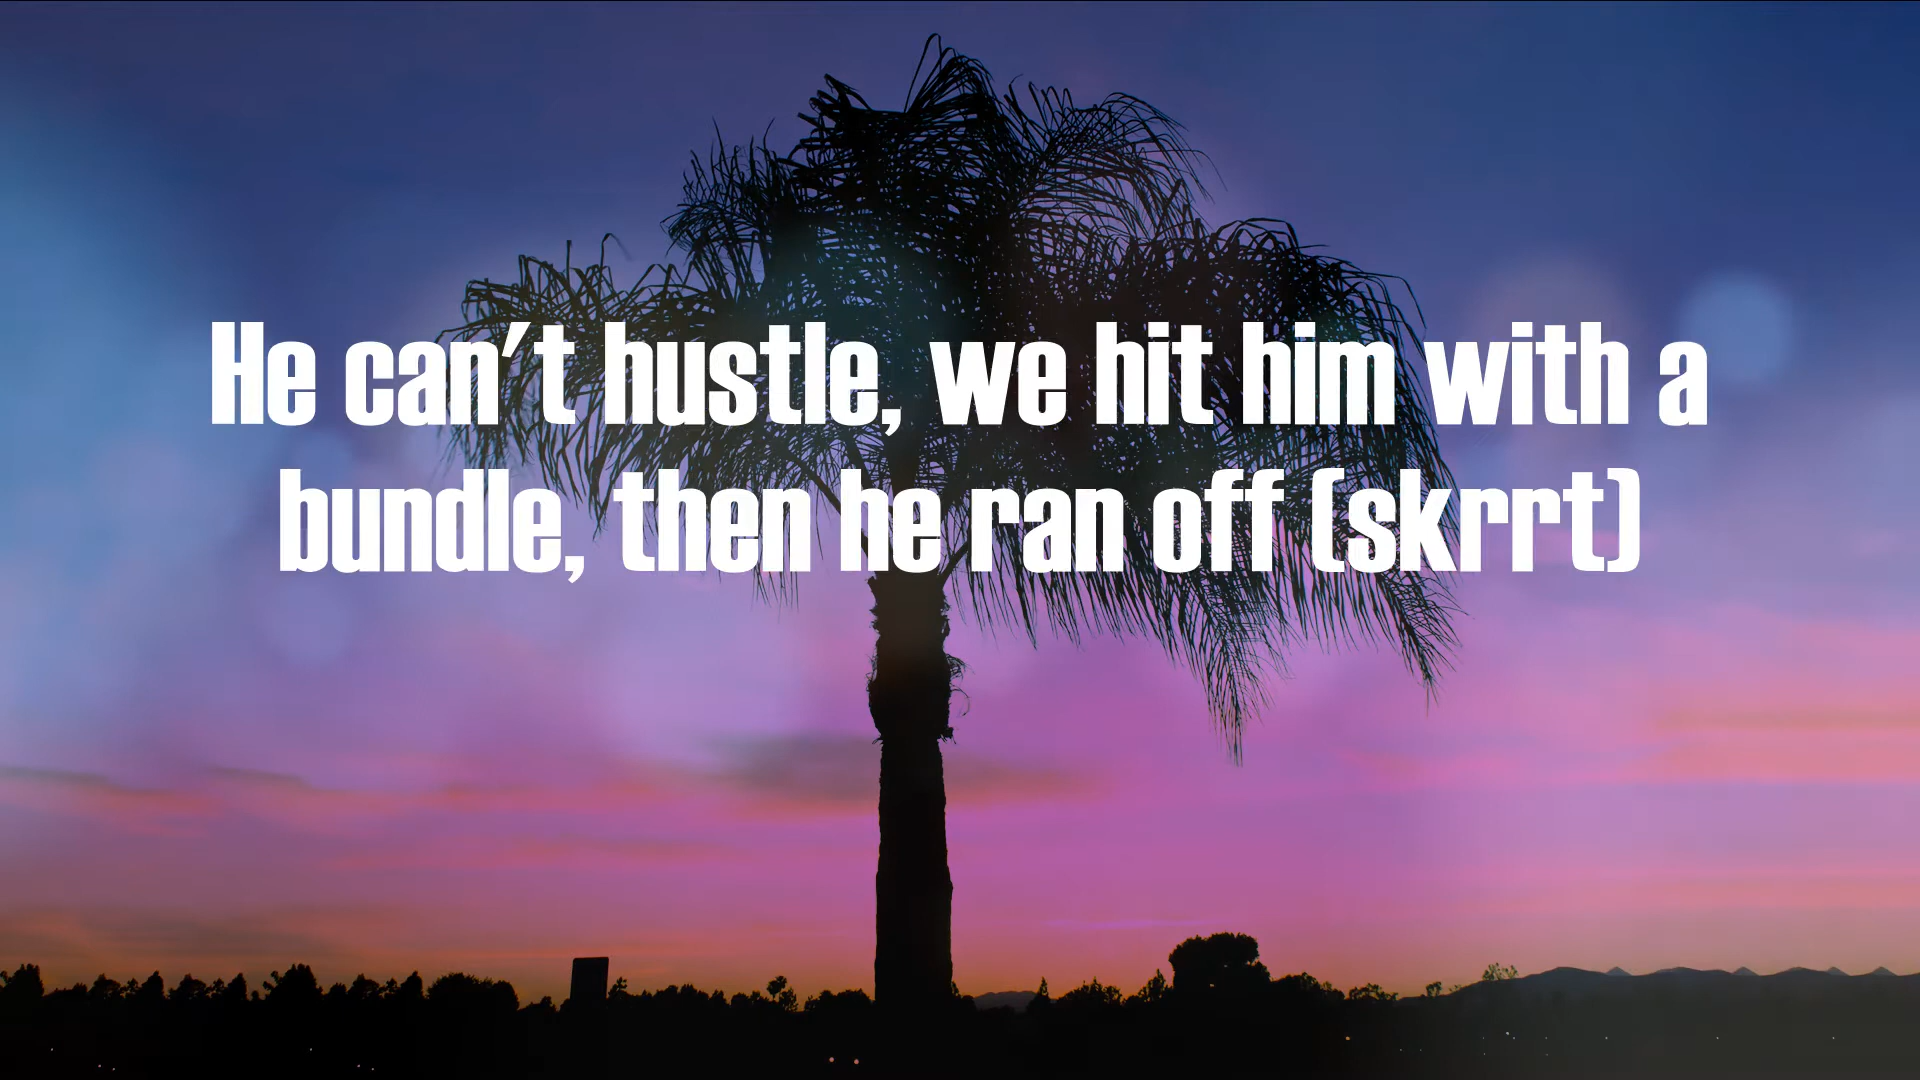 He can't hustle, we hit him with a
bundle, then he ran off (skrrt)